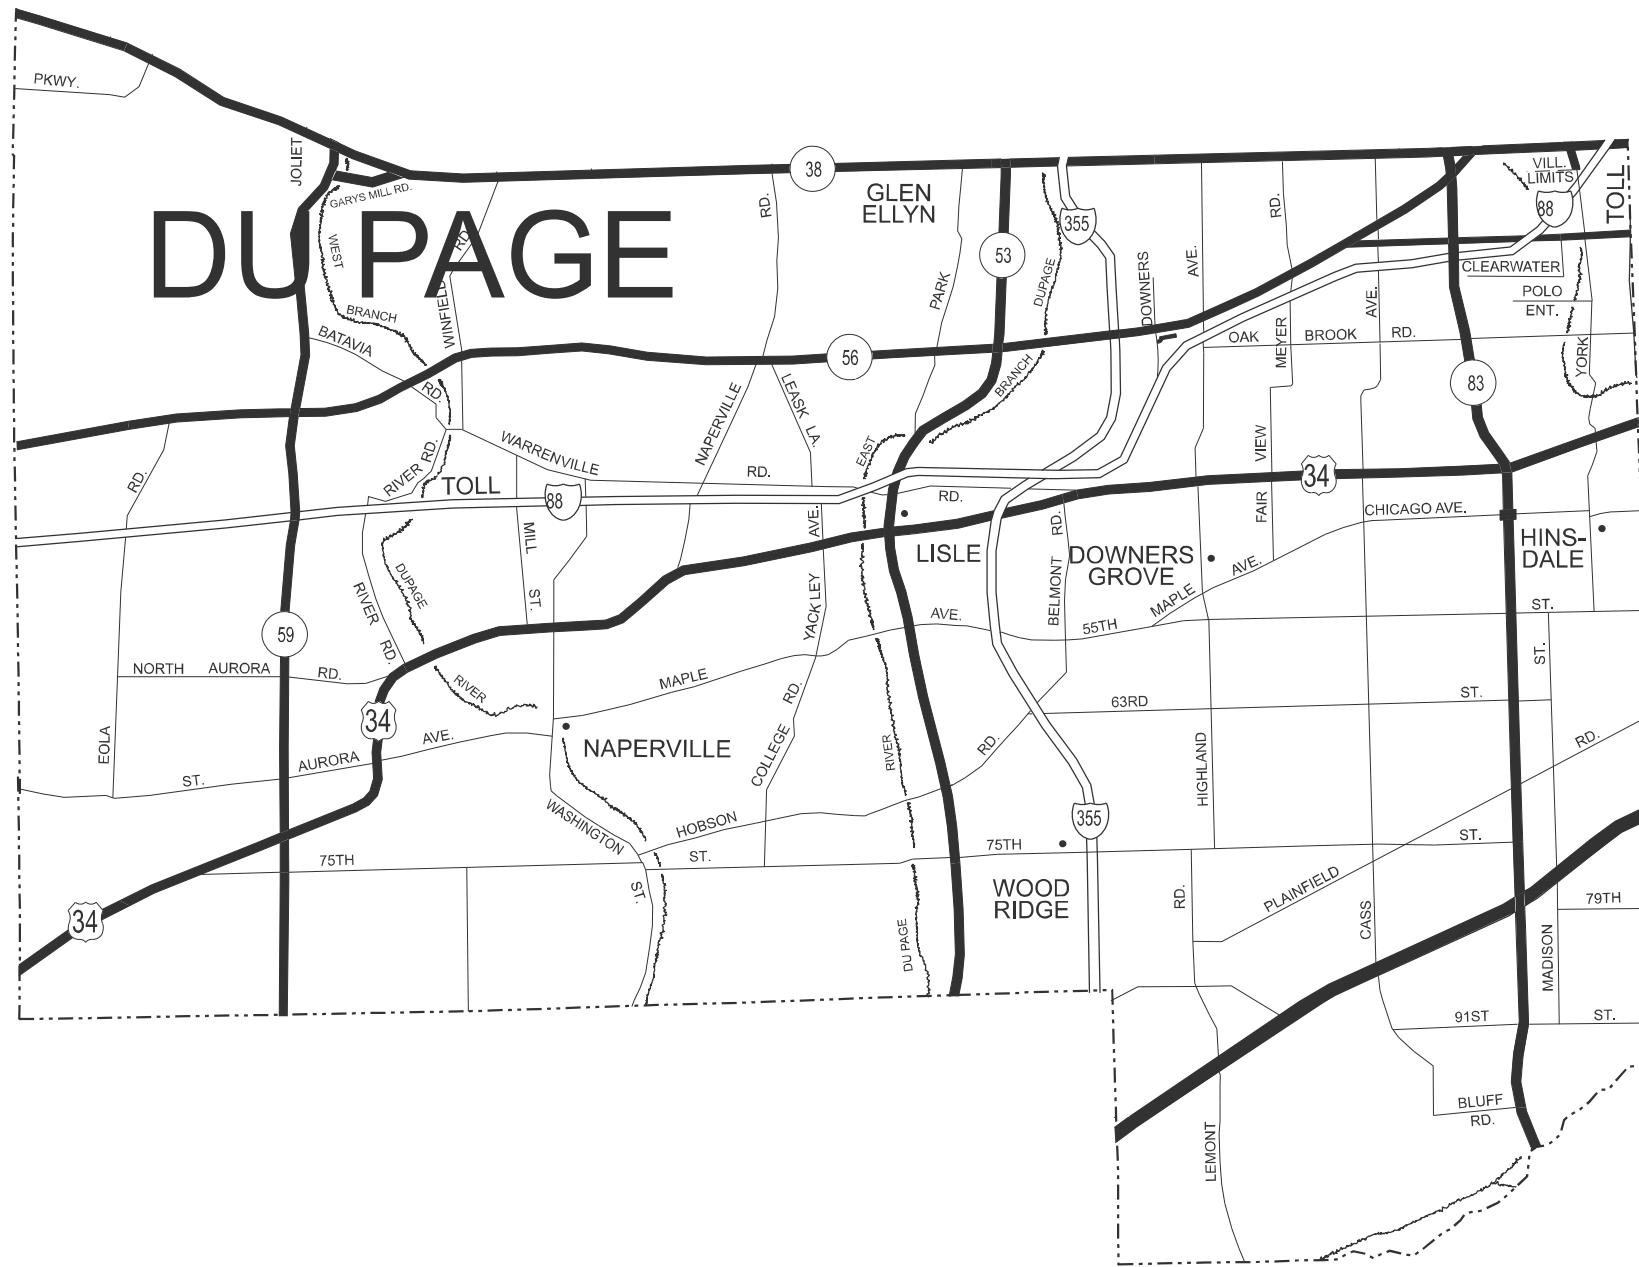 PKWY.
JOLIET
GARYS MILL RD.
38
GLEN
ELLYN
RD.
RD.
VILL.
LIMITS
88
TOLL
DU PAGE
WEST
RD.
355
53
PARK
DUPAGE
DOWNERS
AVE.
CLEARWATER
POLO
ENT.
BRANCH
WINFIELD
BATAVIA
RD.
56
OAK
MEYER
BROOK
AVE.
RD.
YORK
BRANCH
83
NAPERVILLE
LEASK LA.
WARRENVILLE
RD.
EAST
RIVER RD.
RD.
TOLL
88
RD.
34
FAIR VIEW
CHICAGO AVE.
MILL
ST.
AVE.
LISLE
BELMONT RD.
DOWNERS
GROVE
HINS-
DALE
RIVER
RD.
DUPAGE
YACKLEY
AVE.
55TH
MAPLE AVE.
ST.
59
NORTH AURORA RD.
RIVER
MAPLE
RD.
63RD
ST.
ST.
34
EOLA
ST.
AURORA
AVE.
NAPERVILLE
COLLEGE
RIVER
RD.
HIGHLAND
RD.
WASHINGTON
ST.
HOBSON
355
75TH
ST.
75TH
ST.
34
WOOD
RIDGE
DU PAGE
RD.
PLAINFIELD
CASS
79TH
MADISON
91ST
ST.
BLUFF
RD.
LEMONT